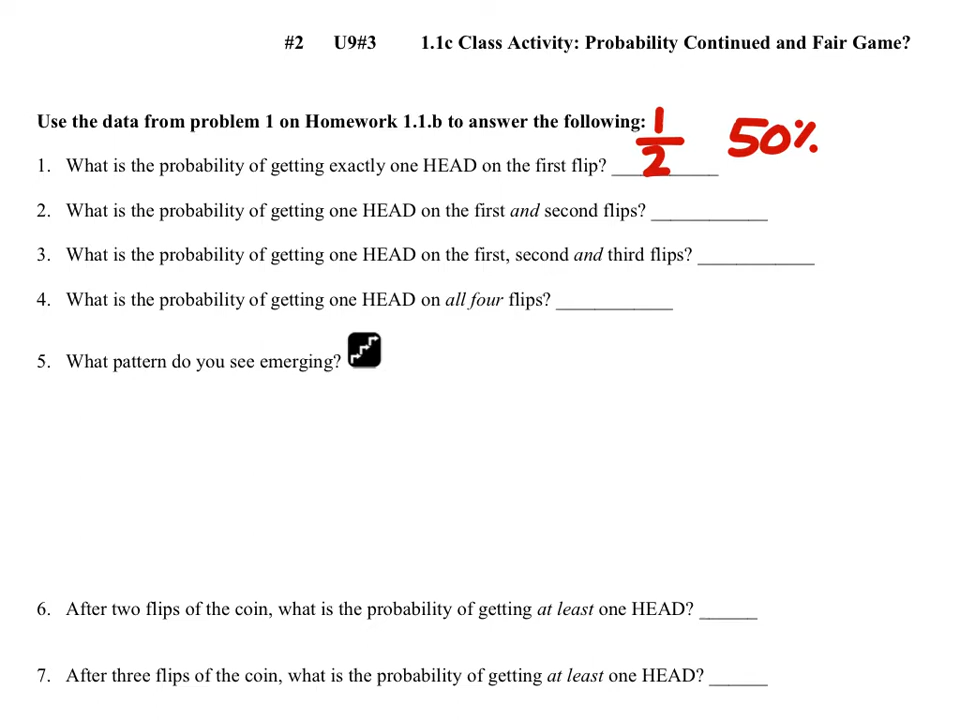 #2 U9#3 1.1c Class Activity: Probability Continued and Fair Game?
Use the data from problem 1 on Homework 1.1.b to answer the following:
1. What is the probability of getting exactly one HEAD on the first flip? 1/2 50%
2. What is the probability of getting one HEAD on the first and second flips? ____________
3. What is the probability of getting one HEAD on the first, second and third flips? ____________
4. What is the probability of getting one HEAD on all four flips? ____________
5. What pattern do you see emerging?
6. After two flips of the coin, what is the probability of getting at least one HEAD? ______
7. After three flips of the coin, what is the probability of getting at least one HEAD? ______